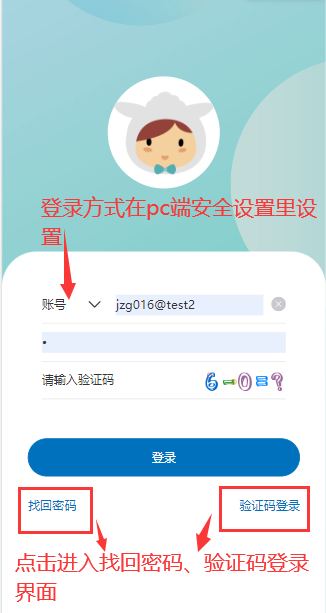 登录方式在pc端安全设置里设
置
账号
jzg016@test2
•
请输入验证码
6-0=?
登录
找回密码
验证码登录
点击进入找回密码、验证码登录
界面